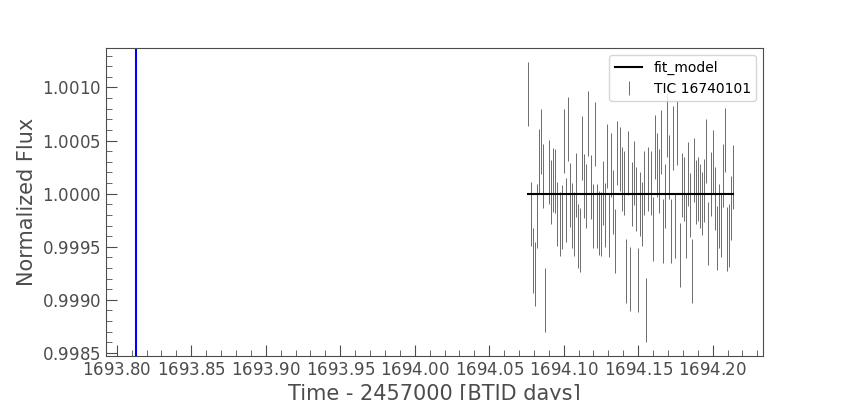 fit_model
TIC 16740101
1.0010
1.0005
1.0000
0.9995
0.9990
0.9985
Normalized Flux
1693.80 1693.85 1693.90 1693.95 1694.00 1694.05 1694.10 1694.15 1694.20
Time - 2457000 [BTJD days]